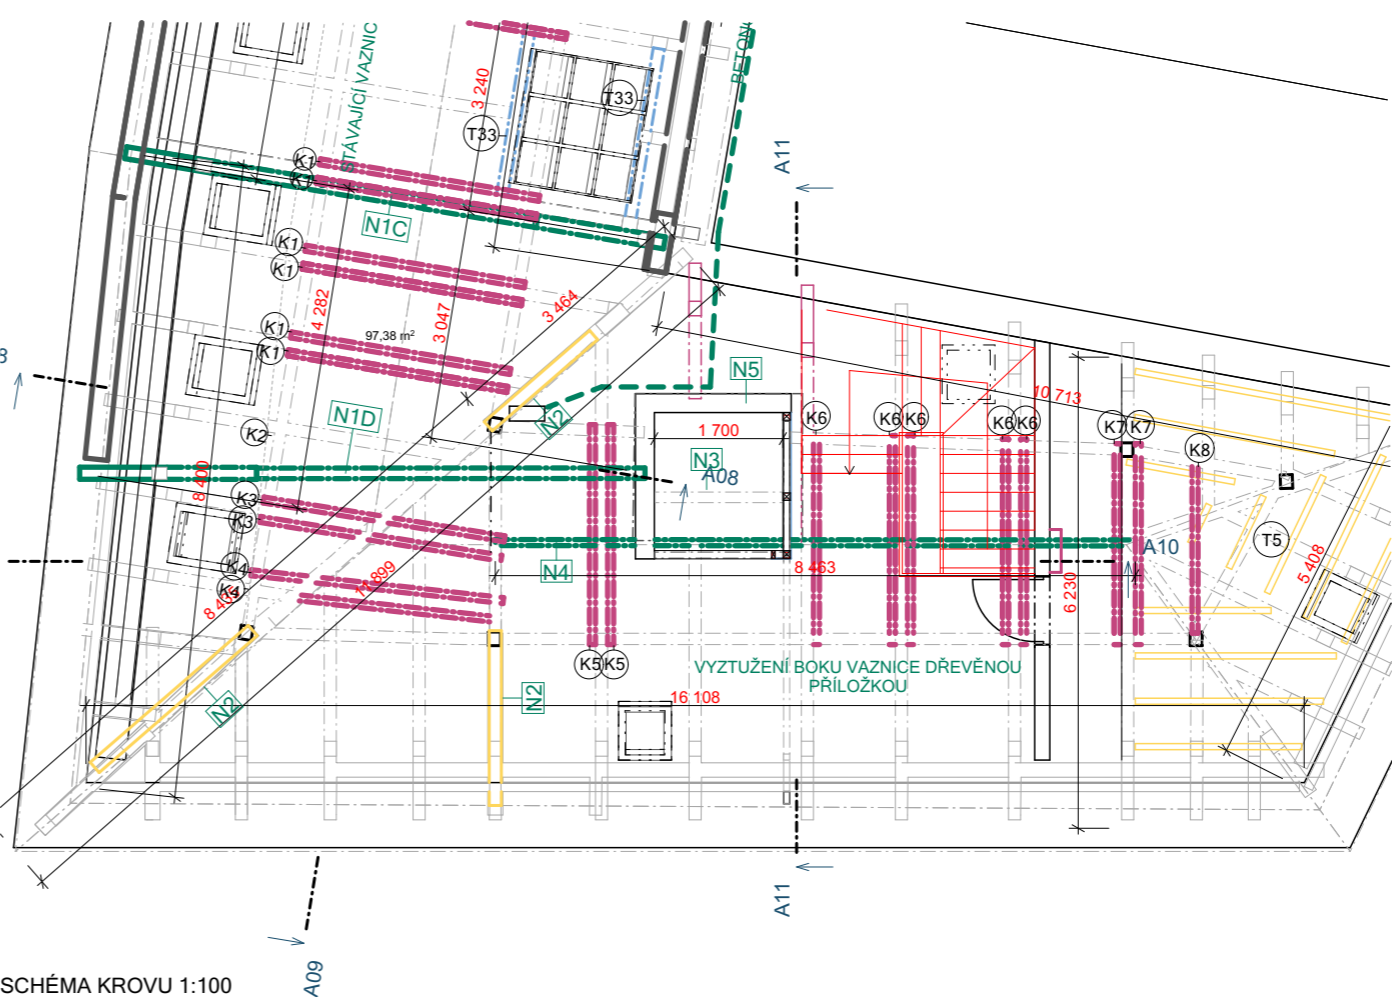 3 240
T33
T33
STÁVAJÍCÍ VAZNIC
BETON
A11
K1
K1
N1C
K1
K1
4 282
3 047
3 464
K1
K1
97,38 m²
N5
10 713
K2
N1D
N2
1 700
N3
A08
K6
K6
K6
K6
K6
K7
K7
K8
8 400
K3
K3
K4
K4
11 899
N4
8 463
A10
T5
5 408
6 230
N2
N2
K5
K5
VYZTUŽENÍ BOKU VAZNICE DŘEVĚNOU
PŘÍLOŽKOU
16 108
A11
A09
SCHÉMA KROVU 1:100